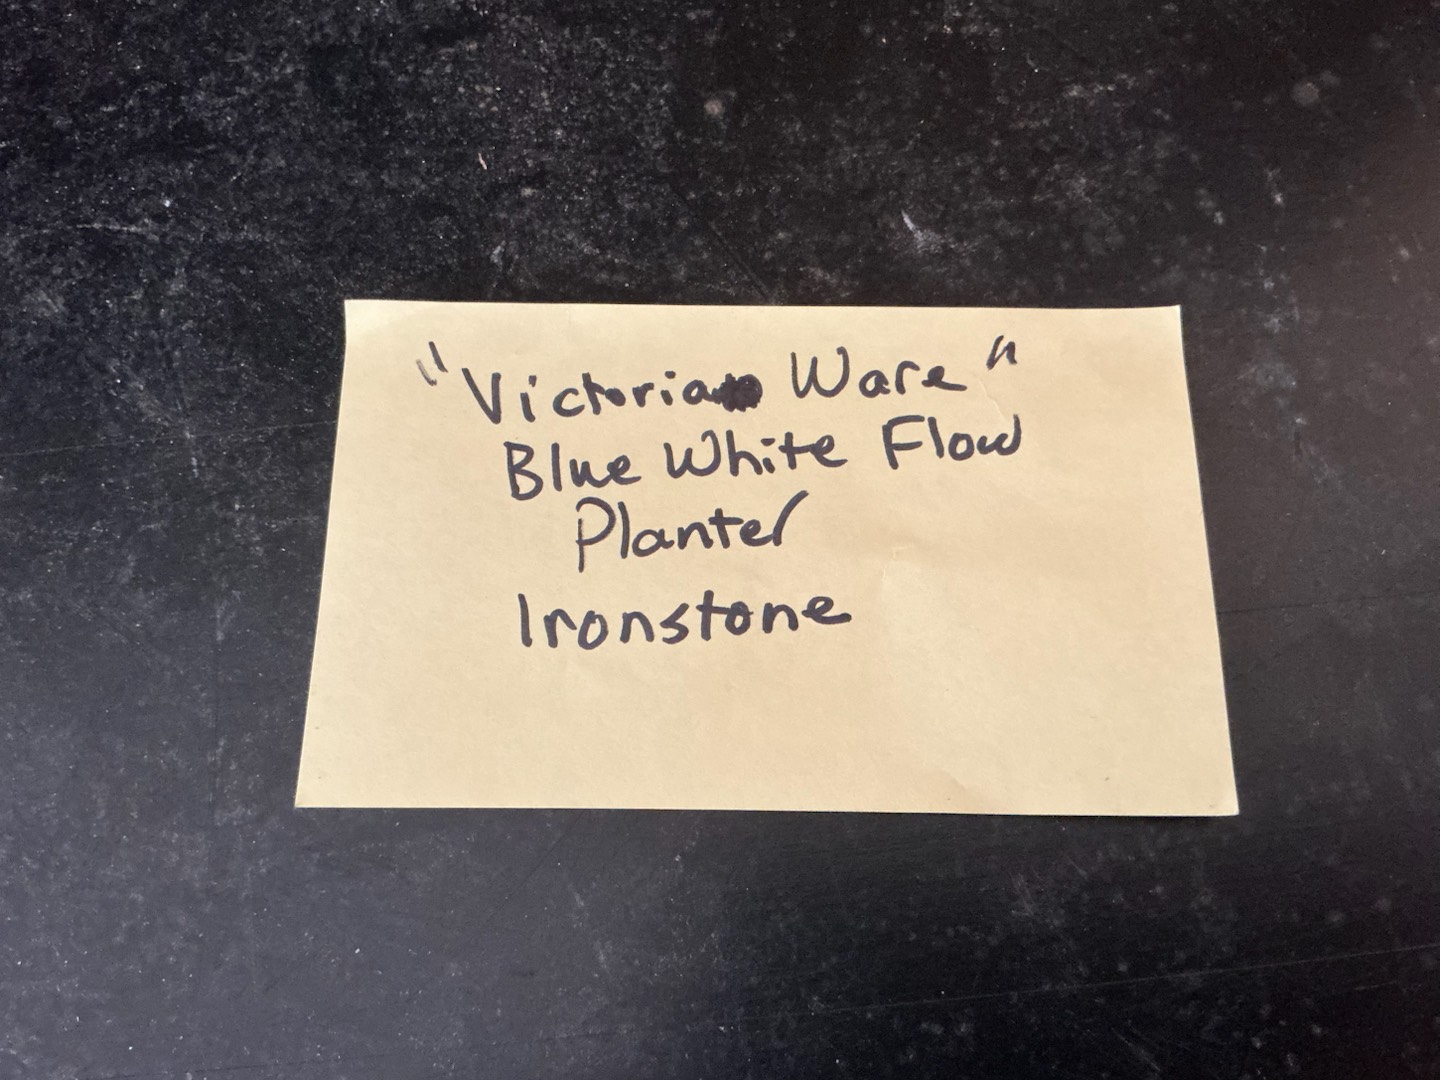 "Victoria Ware"
Blue White Flow
Planter
Ironstone